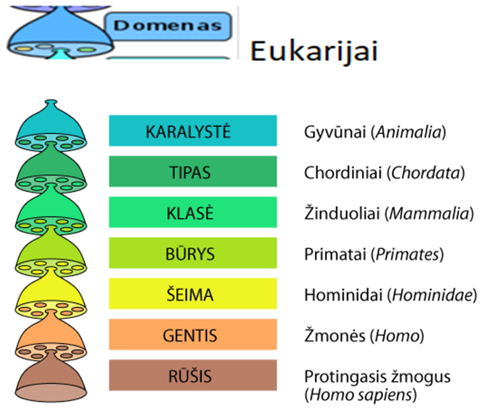 Domenas Eukarijai
KARALYSTĖ Gyvūnai (Animalia)
TIPAS Chordiniai (Chordata)
KLASĖ Žinduoliai (Mammalia)
BŪRYS Primatai (Primates)
ŠEIMA Hominidai (Hominidae)
GENTIS Žmonės (Homo)
RŪŠIS Protingasis žmogus
(Homo sapiens)